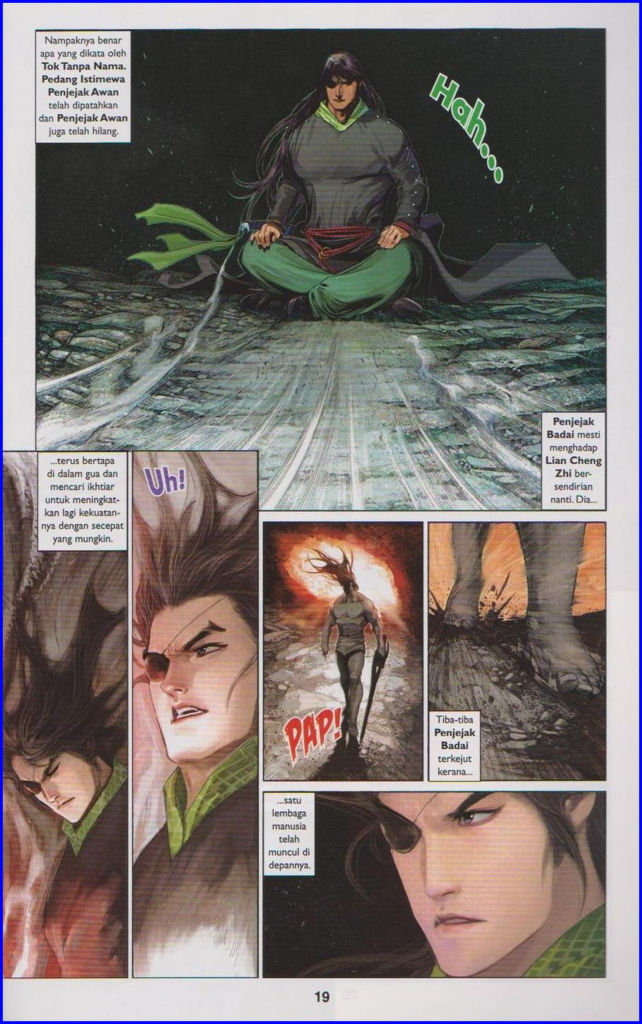 Nampaknya benar
apa yang dikata oleh
Tok Tanpa Nama.
Pedang Istimewa
Penjejak Awan
telah dipatahkan
dan Penjejak Awan
juga telah hilang.
Hah...
Penjejak
Badai mesti
menghadap
Lian Cheng
Zhi ber-
sendirian
nanti. Dia...
...terus bertapa
di dalam gua dan
mencari ikhtiar
untuk meningkat-
kan lagi kekuatan-
nya dengan secepat
yang mungkin.
Uh!
PAP!
Tiba-tiba
Penjejak
Badai
terkejut
kerana...
...satu
lembaga
manusia
telah
muncul di
depannya.
19